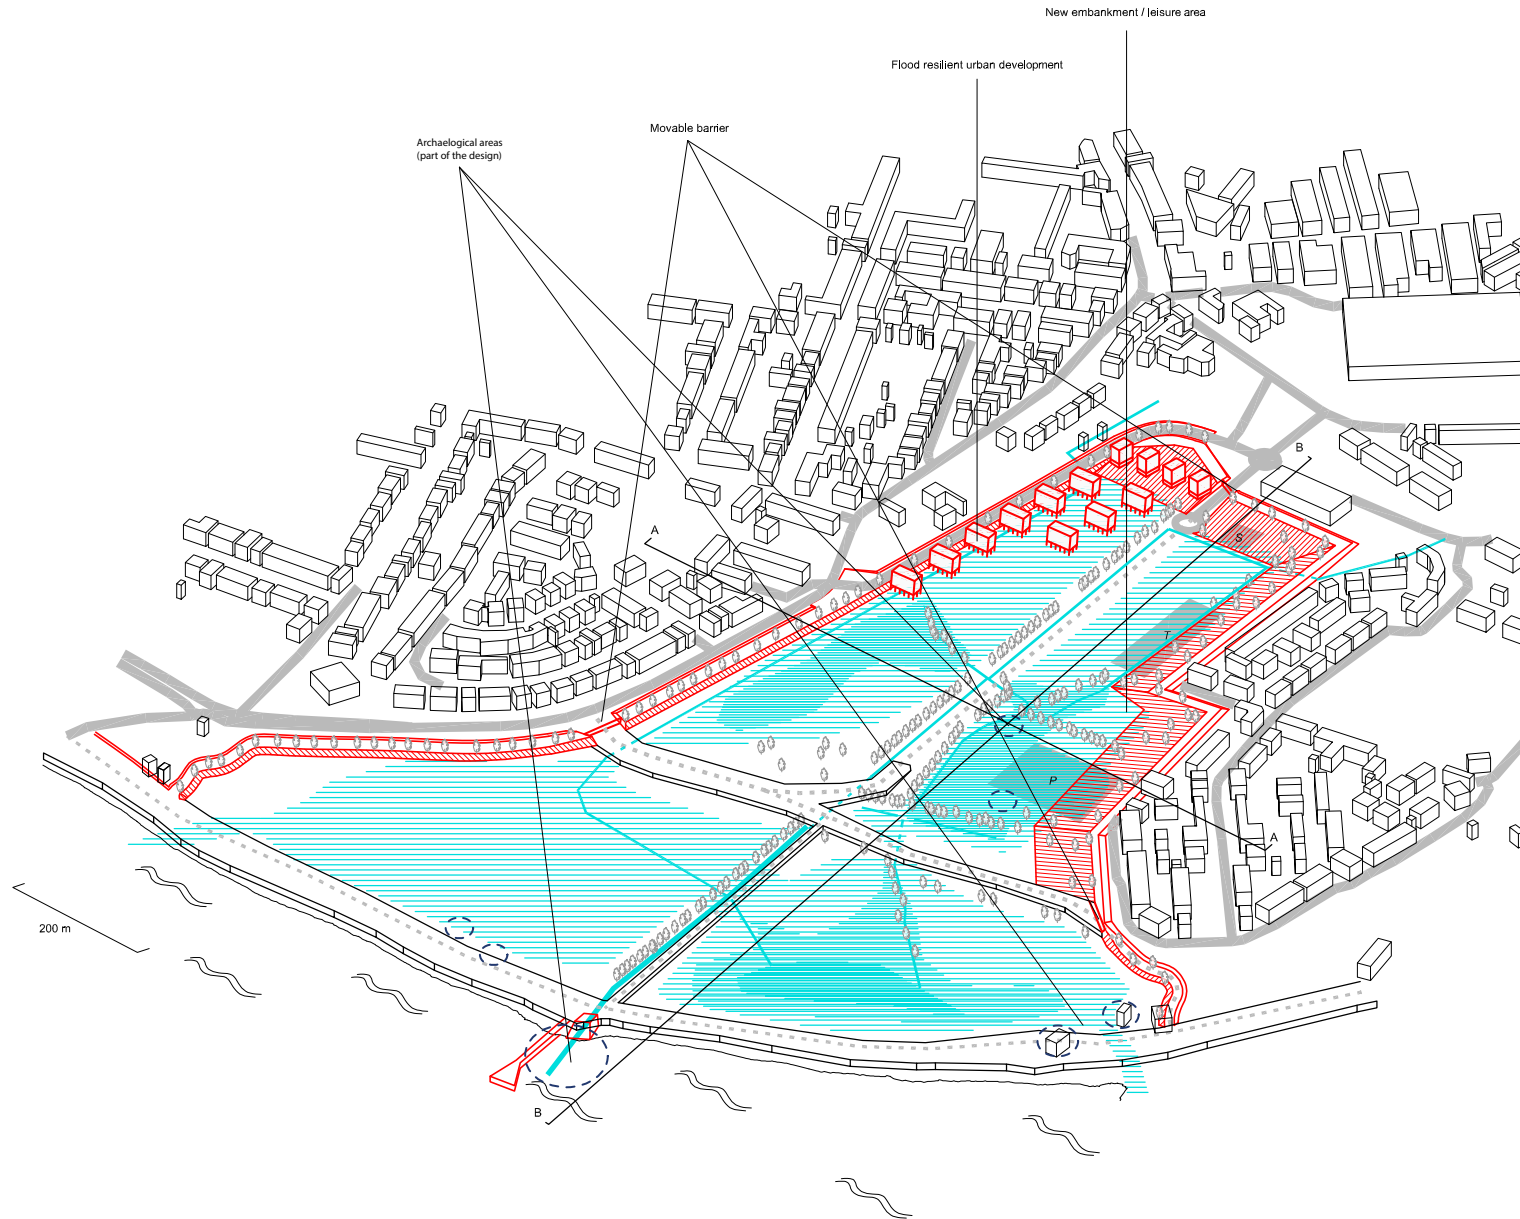 New embankment / leisure area
Flood resilient urban development
Movable barrier
Archaelogical areas
(part of the design)
B
A
S
T
P
A
200 m
B